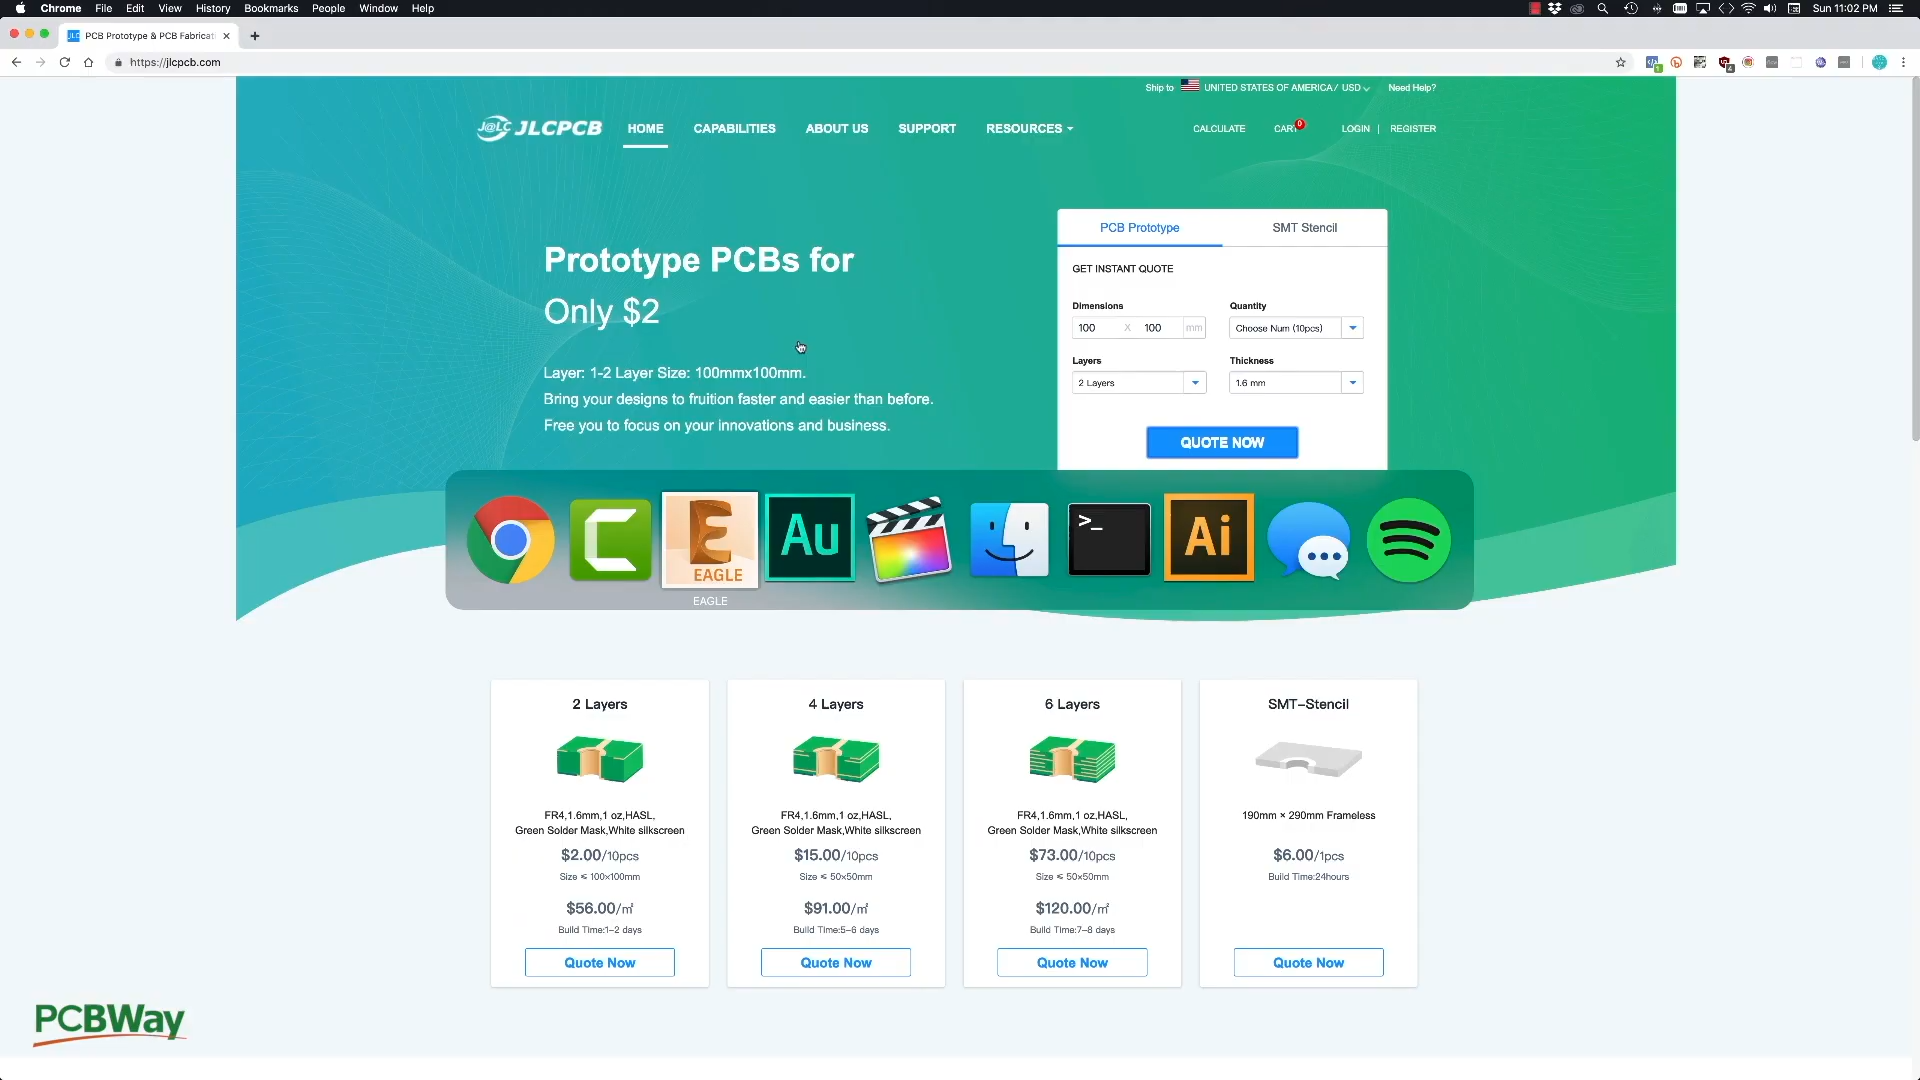 Chrome File Edit View History Bookmarks People Window Help
Sun 11:02 PM
PCB Prototype & PCB Fabricati
https://jlcpcb.com
Ship to UNITED STATES OF AMERICA/ USD Need Help?
J@LC JLCPCB HOME CAPABILITIES ABOUT US SUPPORT RESOURCES CALCULATE CART 0 LOGIN | REGISTER
Prototype PCBs for
Only $2
Layer: 1-2 Layer Size: 100mmx100mm.
Bring your designs to fruition faster and easier than before.
Free you to focus on your innovations and business.
PCB Prototype SMT Stencil
GET INSTANT QUOTE
Dimensions Quantity
100 X 100 mm Choose Num (10pcs)
Layers Thickness
2 Layers 1.6 mm
QUOTE NOW
EAGLE Au >_ Ai
EAGLE
2 Layers
FR4,1.6mm,1 oz,HASL,
Green Solder Mask,White silkscreen
$2.00/10pcs
Size ⩽ 100×100mm
$56.00/㎡
Build Time:1–2 days
Quote Now
4 Layers
FR4,1.6mm,1 oz,HASL,
Green Solder Mask,White silkscreen
$15.00/10pcs
Size ⩽ 50×50mm
$91.00/㎡
Build Time:5–6 days
Quote Now
6 Layers
FR4,1.6mm,1 oz,HASL,
Green Solder Mask,White silkscreen
$73.00/10pcs
Size ⩽ 50×50mm
$120.00/㎡
Build Time:7–8 days
Quote Now
SMT–Stencil
190mm × 290mm Frameless
$6.00/1pcs
Build Time:24hours
Quote Now
PCBWay